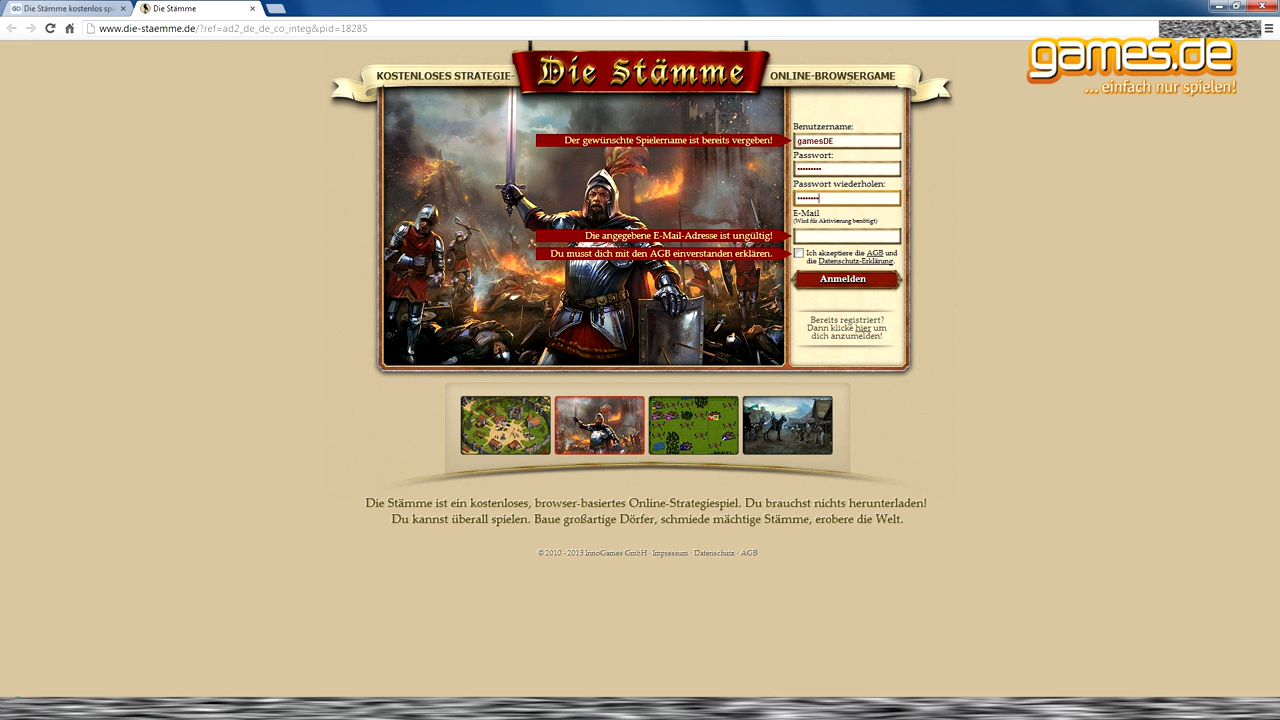 Die Stämme kostenlos spi
Die Stämme
www.die-staemme.de/?ref=ad2_de_de_co_integ&pid=18285
games.de
... einfach nur spielen!
KOSTENLOSES STRATEGIE-
Die Stämme
ONLINE-BROWSERGAME
Benutzername:
Der gewünschte Spielername ist bereits vergeben!
gamesDE
Passwort:
Passwort wiederholen:
E-Mail
(Wird für Aktivierung benötigt)
Die angegebene E-Mail-Adresse ist ungültig!
Du musst dich mit den AGB einverstanden erklären.
Ich akzeptiere die AGB und
die Datenschutz-Erklärung.
Anmelden
Bereits registriert?
Dann klicke hier um
dich anzumelden!
Die Stämme ist ein kostenloses, browser-basiertes Online-Strategiespiel. Du brauchst nichts herunterladen!
Du kannst überall spielen. Baue großartige Dörfer, schmiede mächtige Stämme, erobere die Welt.
© 2010 - 2013 InnoGames GmbH · Impressum · Datenschutz · AGB